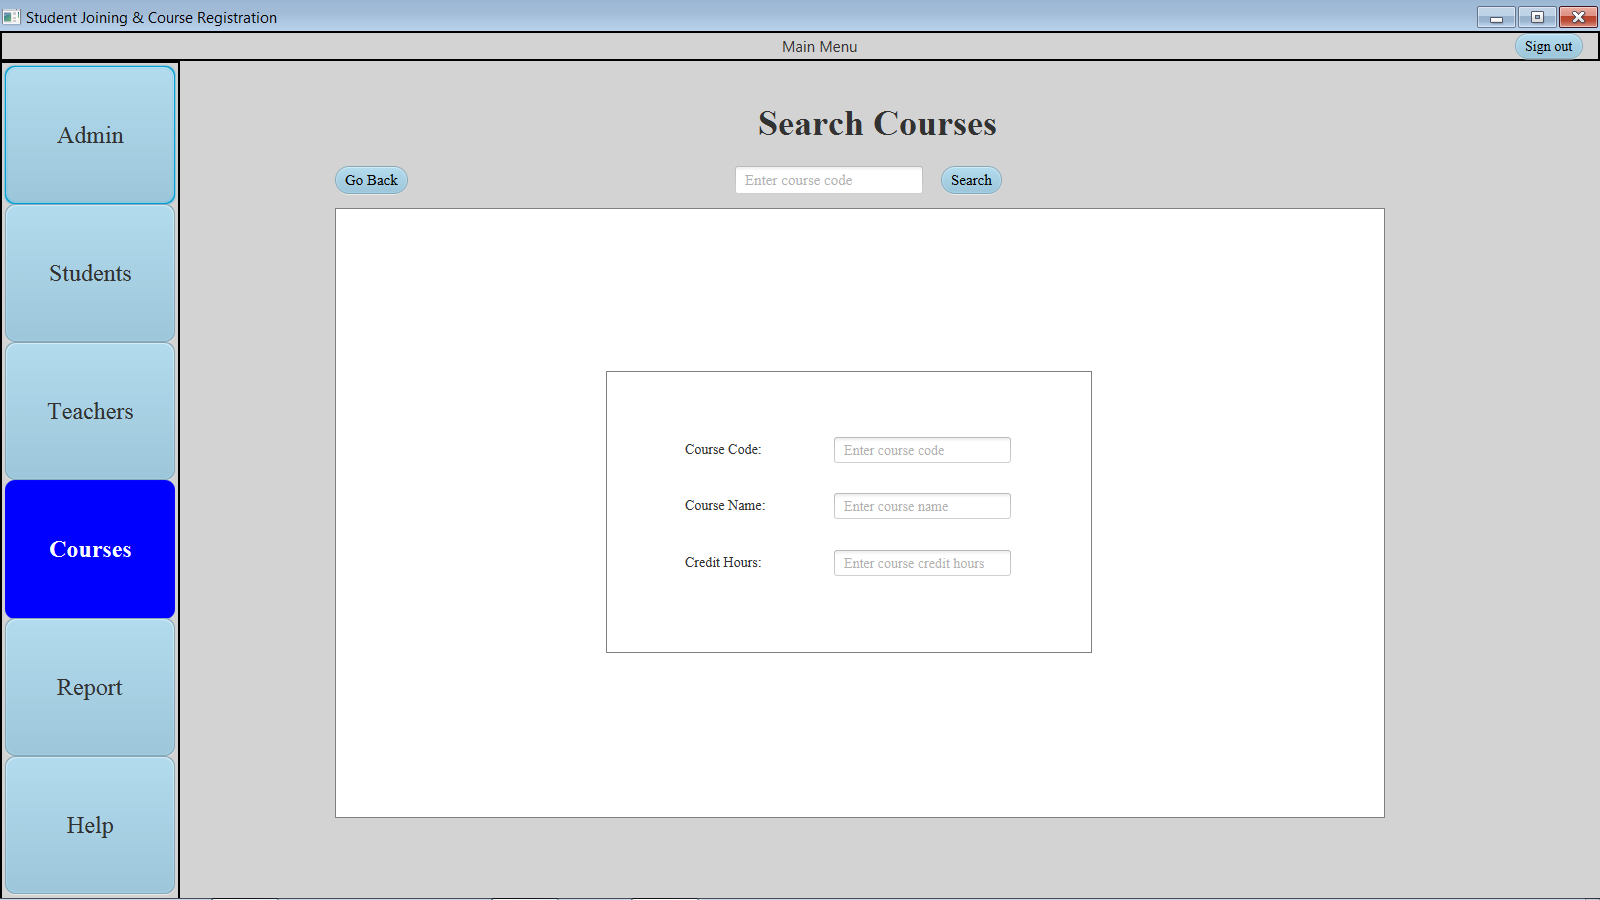 Student Joining & Course Registration
Main Menu
Sign out
Admin
Students
Teachers
Courses
Report
Help
Search Courses
Go Back
Enter course code
Search
Course Code:
Enter course code
Course Name:
Enter course name
Credit Hours:
Enter course credit hours